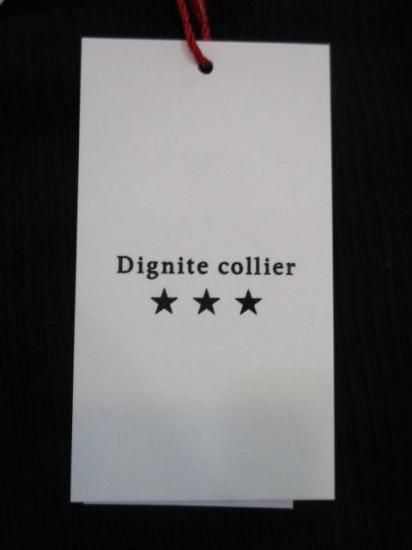 Dignite collier
★ ★ ★